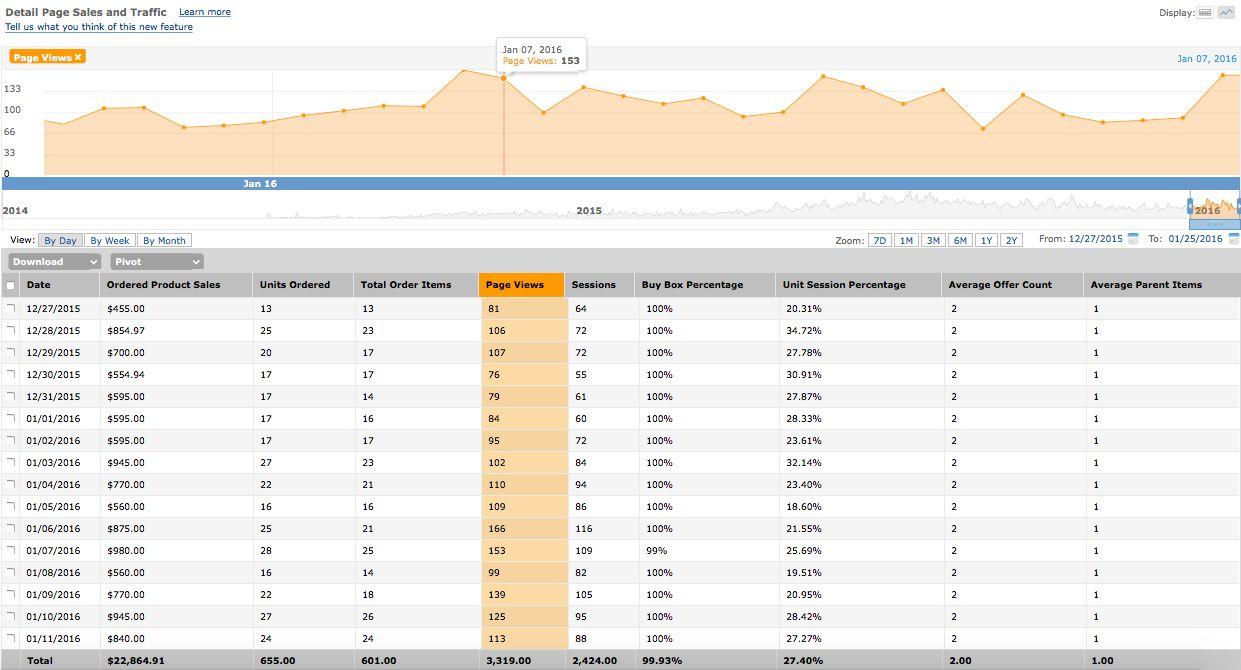 Detail Page Sales and Traffic Learn more Display:
Tell us what you think of this new feature
Page Views x
Jan 07, 2016
Page Views: 153
Jan 07, 2016
133
100
66
33
0
Jan 16
2014 2015 2016
View: By Day By Week By Month Zoom: 7D 1M 3M 6M 1Y 2Y From: 12/27/2015 To: 01/25/2016
Download Pivot
Date Ordered Product Sales Units Ordered Total Order Items Page Views Sessions Buy Box Percentage Unit Session Percentage Average Offer Count Average Parent Items
12/27/2015 $455.00 13 13 81 64 100% 20.31% 2 1
12/28/2015 $854.97 25 23 106 72 100% 34.72% 2 1
12/29/2015 $700.00 20 17 107 72 100% 27.78% 2 1
12/30/2015 $554.94 17 17 76 55 100% 30.91% 2 1
12/31/2015 $595.00 17 14 79 61 100% 27.87% 2 1
01/01/2016 $595.00 17 16 84 60 100% 28.33% 2 1
01/02/2016 $595.00 17 17 95 72 100% 23.61% 2 1
01/03/2016 $945.00 27 23 102 84 100% 32.14% 2 1
01/04/2016 $770.00 22 21 110 94 100% 23.40% 2 1
01/05/2016 $560.00 16 16 109 86 100% 18.60% 2 1
01/06/2016 $875.00 25 21 166 116 100% 21.55% 2 1
01/07/2016 $980.00 28 25 153 109 99% 25.69% 2 1
01/08/2016 $560.00 16 14 99 82 100% 19.51% 2 1
01/09/2016 $770.00 22 18 139 105 100% 20.95% 2 1
01/10/2016 $945.00 27 26 125 95 100% 28.42% 2 1
01/11/2016 $840.00 24 24 113 88 100% 27.27% 2 1
Total $22,864.91 655.00 601.00 3,319.00 2,424.00 99.93% 27.40% 2.00 1.00